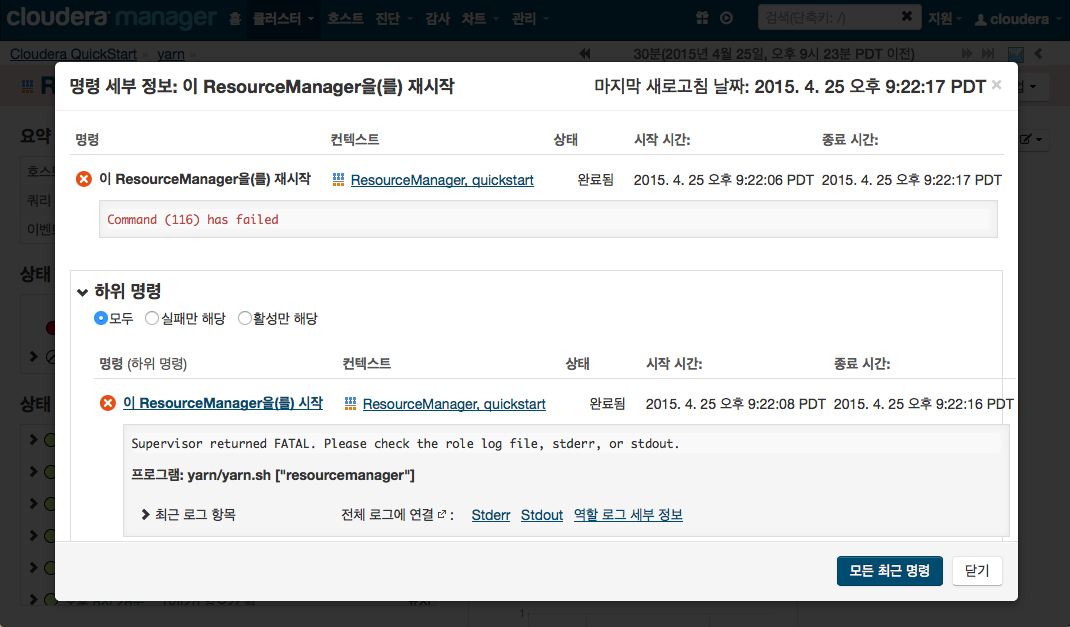 cloudera manager 홈 클러스터 호스트 진단 감사 차트 관리 검색(단축키: /) 지원 cloudera
Cloudera QuickStart yarn 30분(2015년 4월 25일, 오후 9시 23분 PDT 이전)
명령 세부 정보: 이 ResourceManager을(를) 재시작 마지막 새로고침 날짜: 2015. 4. 25 오후 9:22:17 PDT ×
요약
호스트
쿼리
이벤트
상태
상태
명령 컨텍스트 상태 시작 시간: 종료 시간:
이 ResourceManager을(를) 재시작 ResourceManager, quickstart 완료됨 2015. 4. 25 오후 9:22:06 PDT 2015. 4. 25 오후 9:22:17 PDT
Command (116) has failed
하위 명령
모두 실패만 해당 활성만 해당
명령 (하위 명령) 컨텍스트 상태 시작 시간: 종료 시간:
이 ResourceManager을(를) 시작 ResourceManager, quickstart 완료됨 2015. 4. 25 오후 9:22:08 PDT 2015. 4. 25 오후 9:22:16 PDT
Supervisor returned FATAL. Please check the role log file, stderr, or stdout.
프로그램: yarn/yarn.sh ["resourcemanager"]
최근 로그 항목 전체 로그에 연결 : Stderr Stdout 역할 로그 세부 정보
모든 최근 명령 닫기